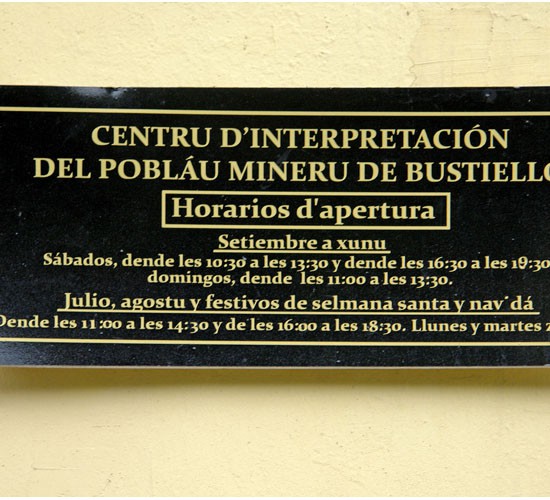 CENTRU D'INTERPRETACIÓN
DEL POBLÁU MINERU DE BUSTIELLO
Horarios d'apertura
Setiembre a xunu
Sábados, dende les 10:30 a les 13:30 y dende les 16:30 a les 19:30
domingos, dende les 11:00 a les 13:30.
Julio, agostu y festivos de selmana santa y nav dá
Dende les 11:00 a les 14:30 y de les 16:00 a les 18:30. Llunes y martes